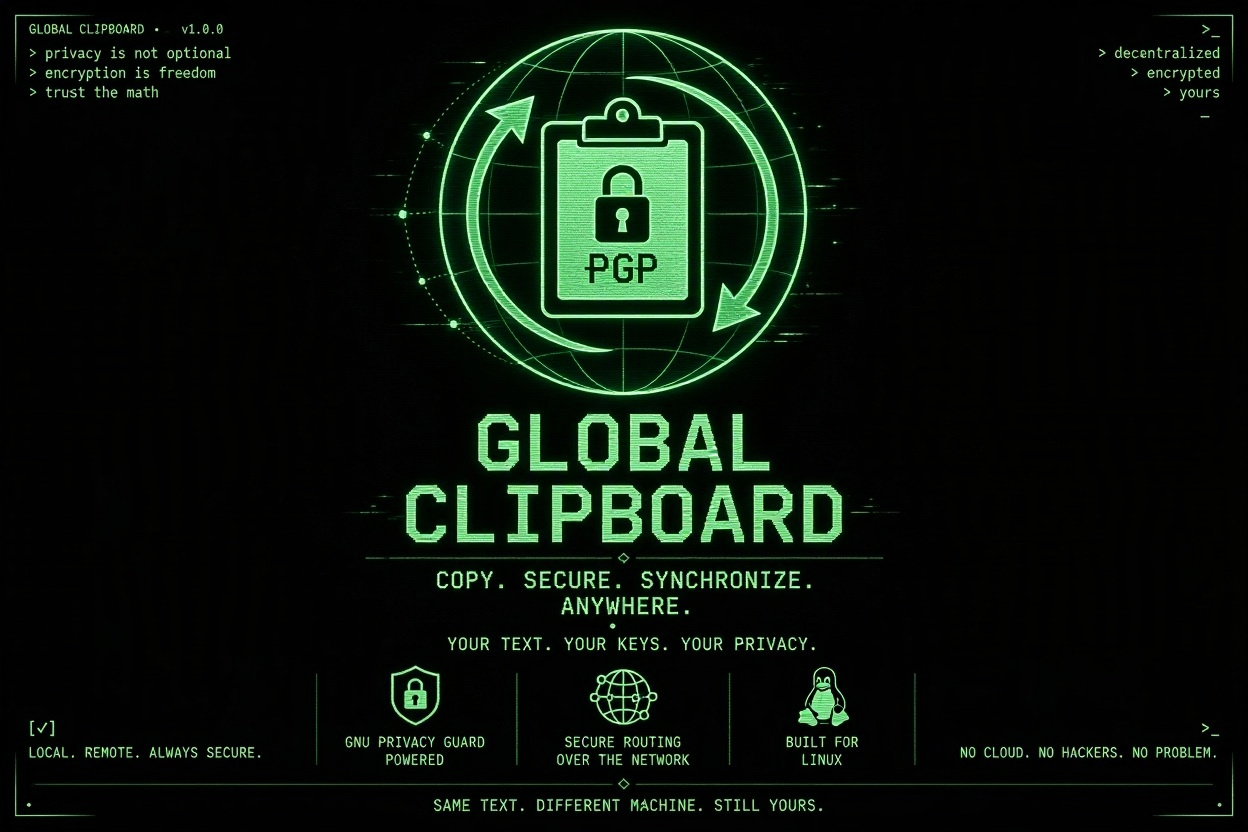 GLOBAL CLIPBOARD • v1.0.0
> privacy is not optional
> encryption is freedom
> trust the math
>_
> decentralized
> encrypted
> yours
_
PGP
GLOBAL
CLIPBOARD
COPY. SECURE. SYNCHRONIZE.
ANYWHERE.
•
YOUR TEXT. YOUR KEYS. YOUR PRIVACY.
[✓]
LOCAL. REMOTE. ALWAYS SECURE.
GNU PRIVACY GUARD
POWERED
SECURE ROUTING
OVER THE NETWORK
BUILT FOR
LINUX
>_
NO CLOUD. NO HACKERS. NO PROBLEM.
SAME TEXT. DIFFERENT MACHINE. STILL YOURS.